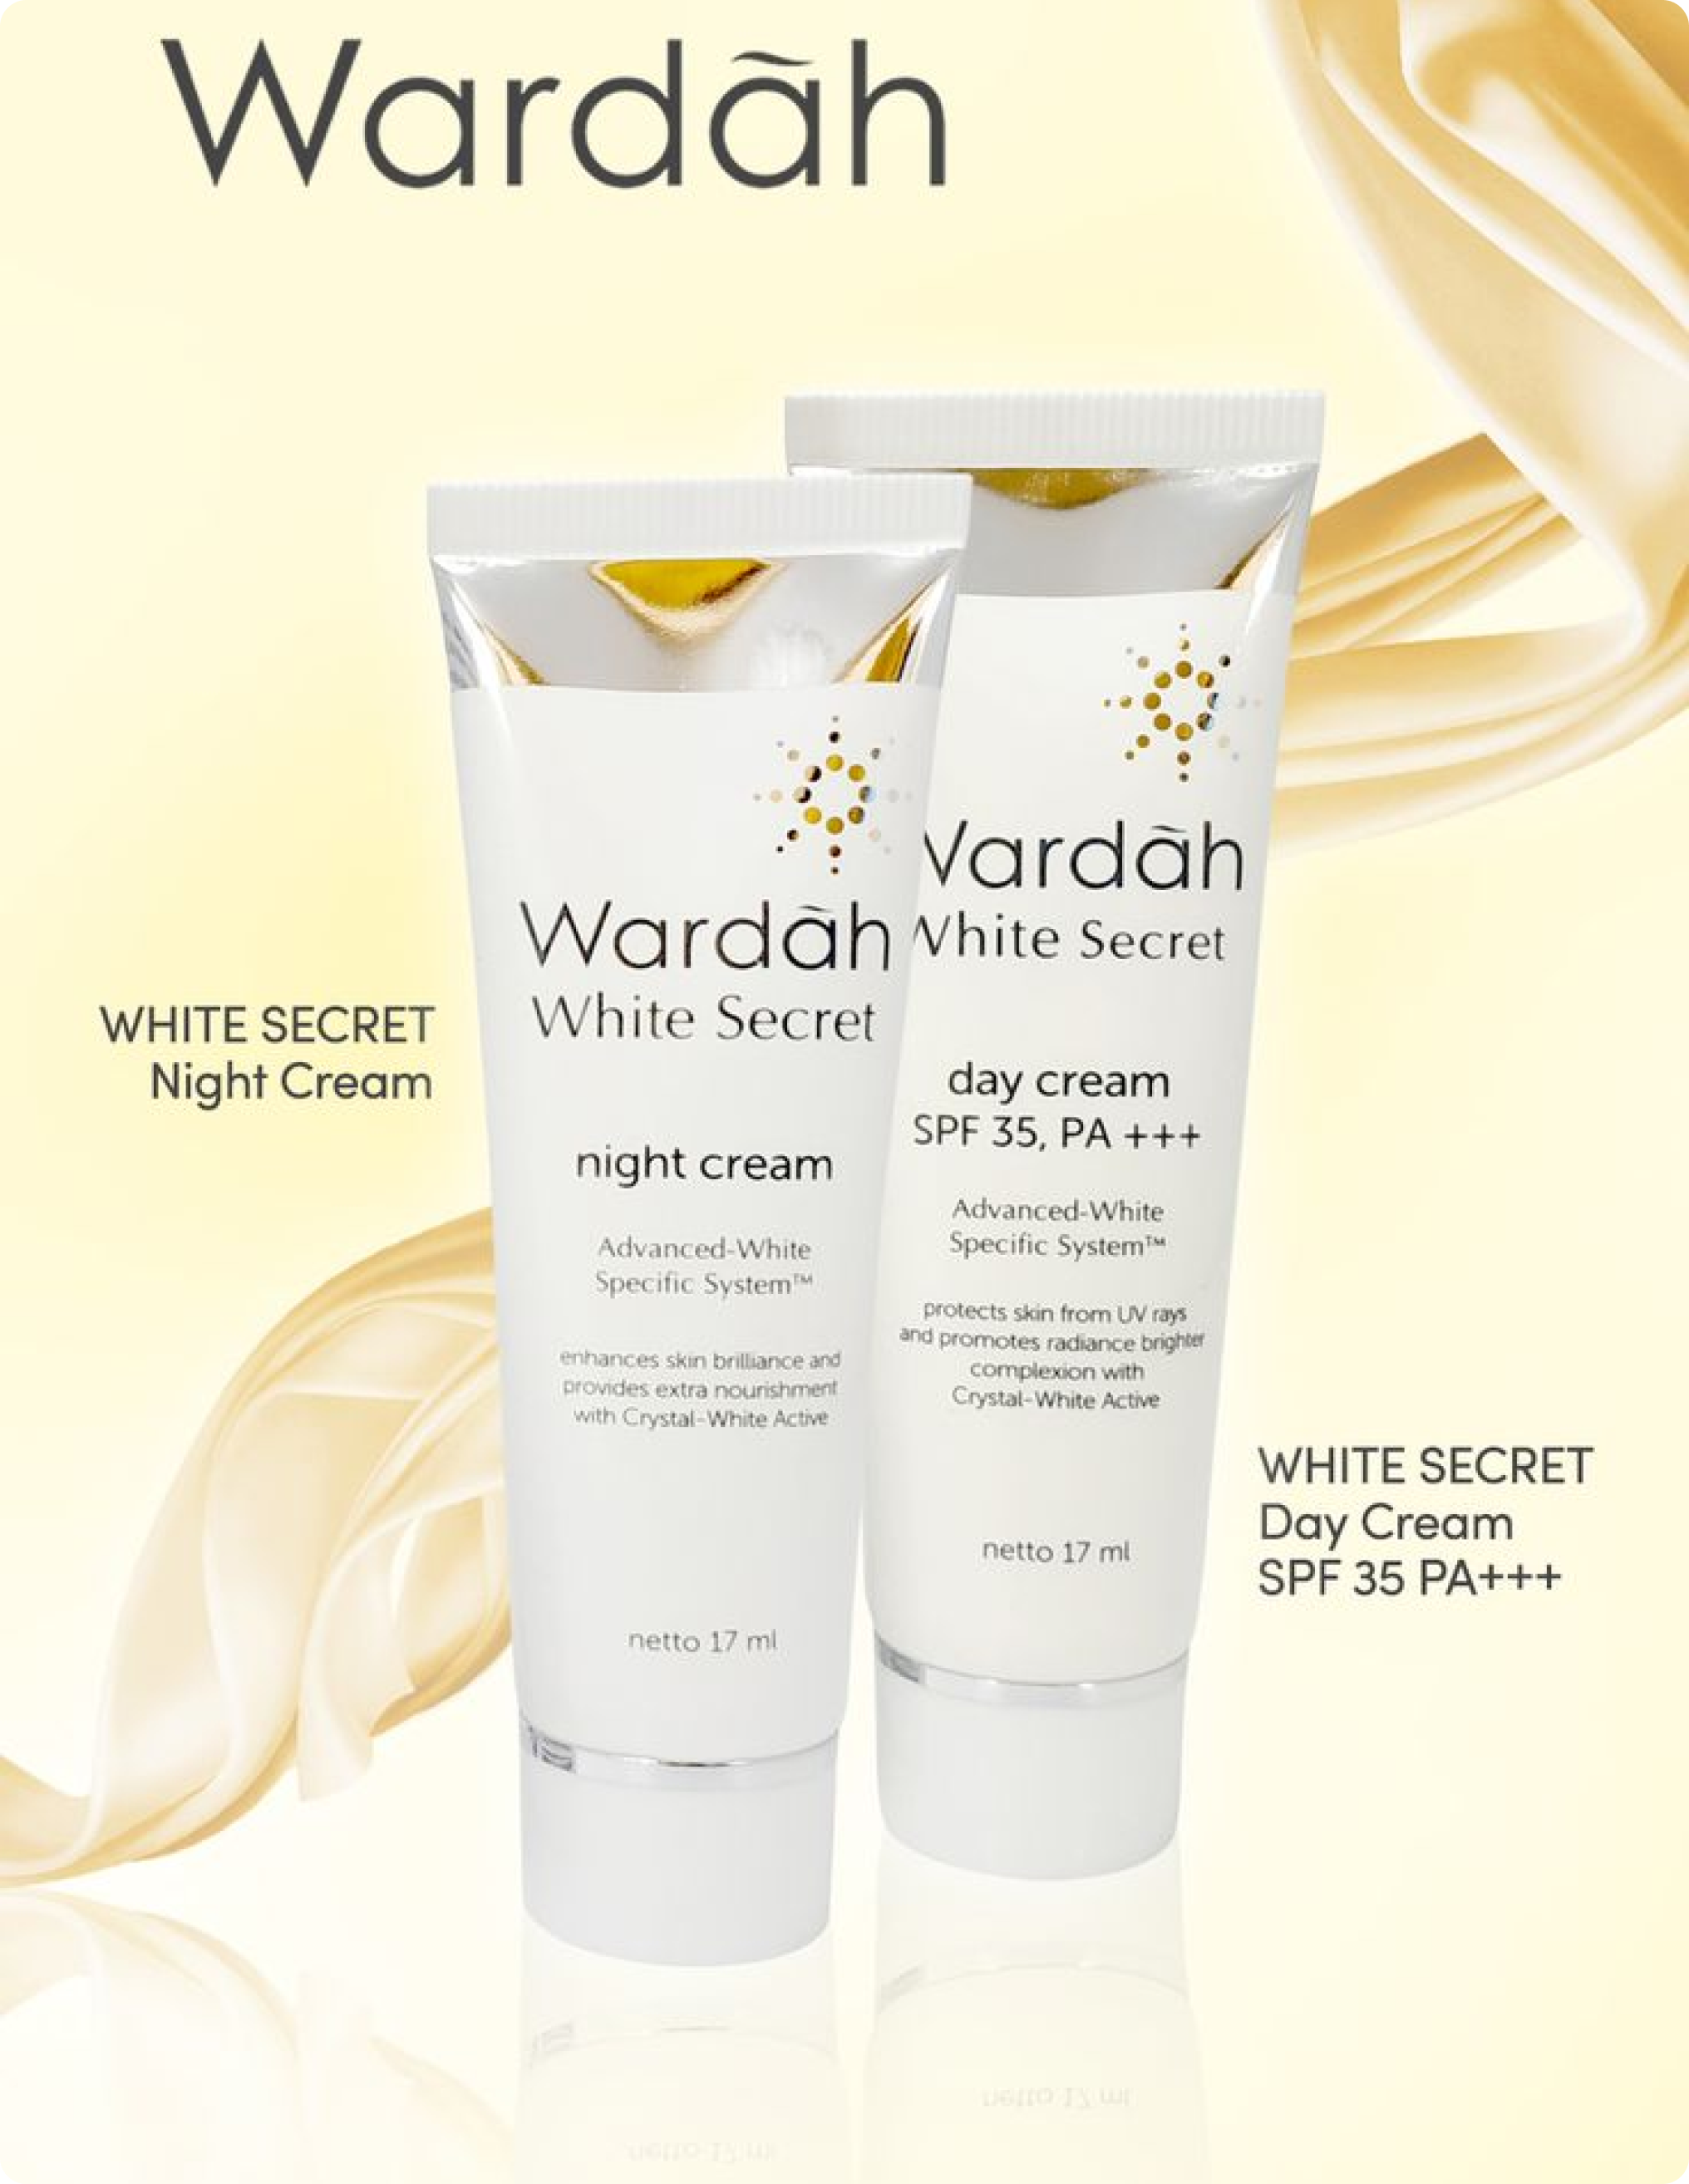 Wardãh
WHITE SECRET
Night Cream
Wardãh
White Secret
night cream
Advanced-White
Specific System™
enhances skin brilliance and
provides extra nourishment
with Crystal-White Active
netto 17 ml
Wardãh
White Secret
day cream
SPF 35, PA +++
Advanced-White
Specific System™
protects skin from UV rays
and promotes radiance brighter
complexion with
Crystal-White Active
netto 17 ml
WHITE SECRET
Day Cream
SPF 35 PA+++